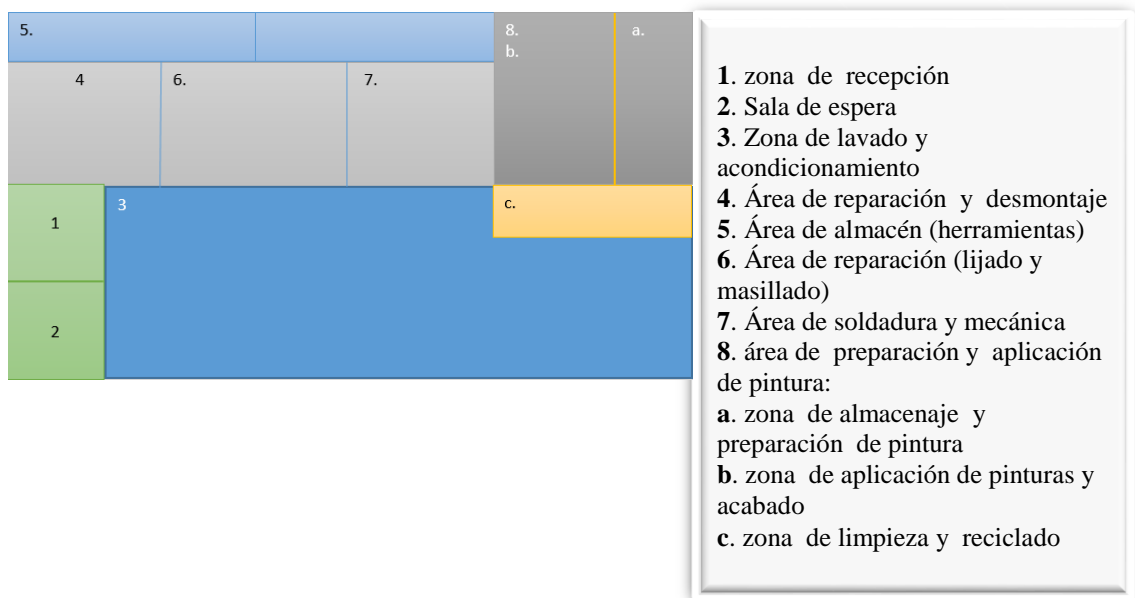 5.
8.
a.
b.
4
6.
7.
1
3
c.
2
1. zona de recepción
2. Sala de espera
3. Zona de lavado y
acondicionamiento
4. Área de reparación y desmontaje
5. Área de almacén (herramientas)
6. Área de reparación (lijado y
masillado)
7. Área de soldadura y mecánica
8. área de preparación y aplicación
de pintura:
a. zona de almacenaje y
preparación de pintura
b. zona de aplicación de pinturas y
acabado
c. zona de limpieza y reciclado